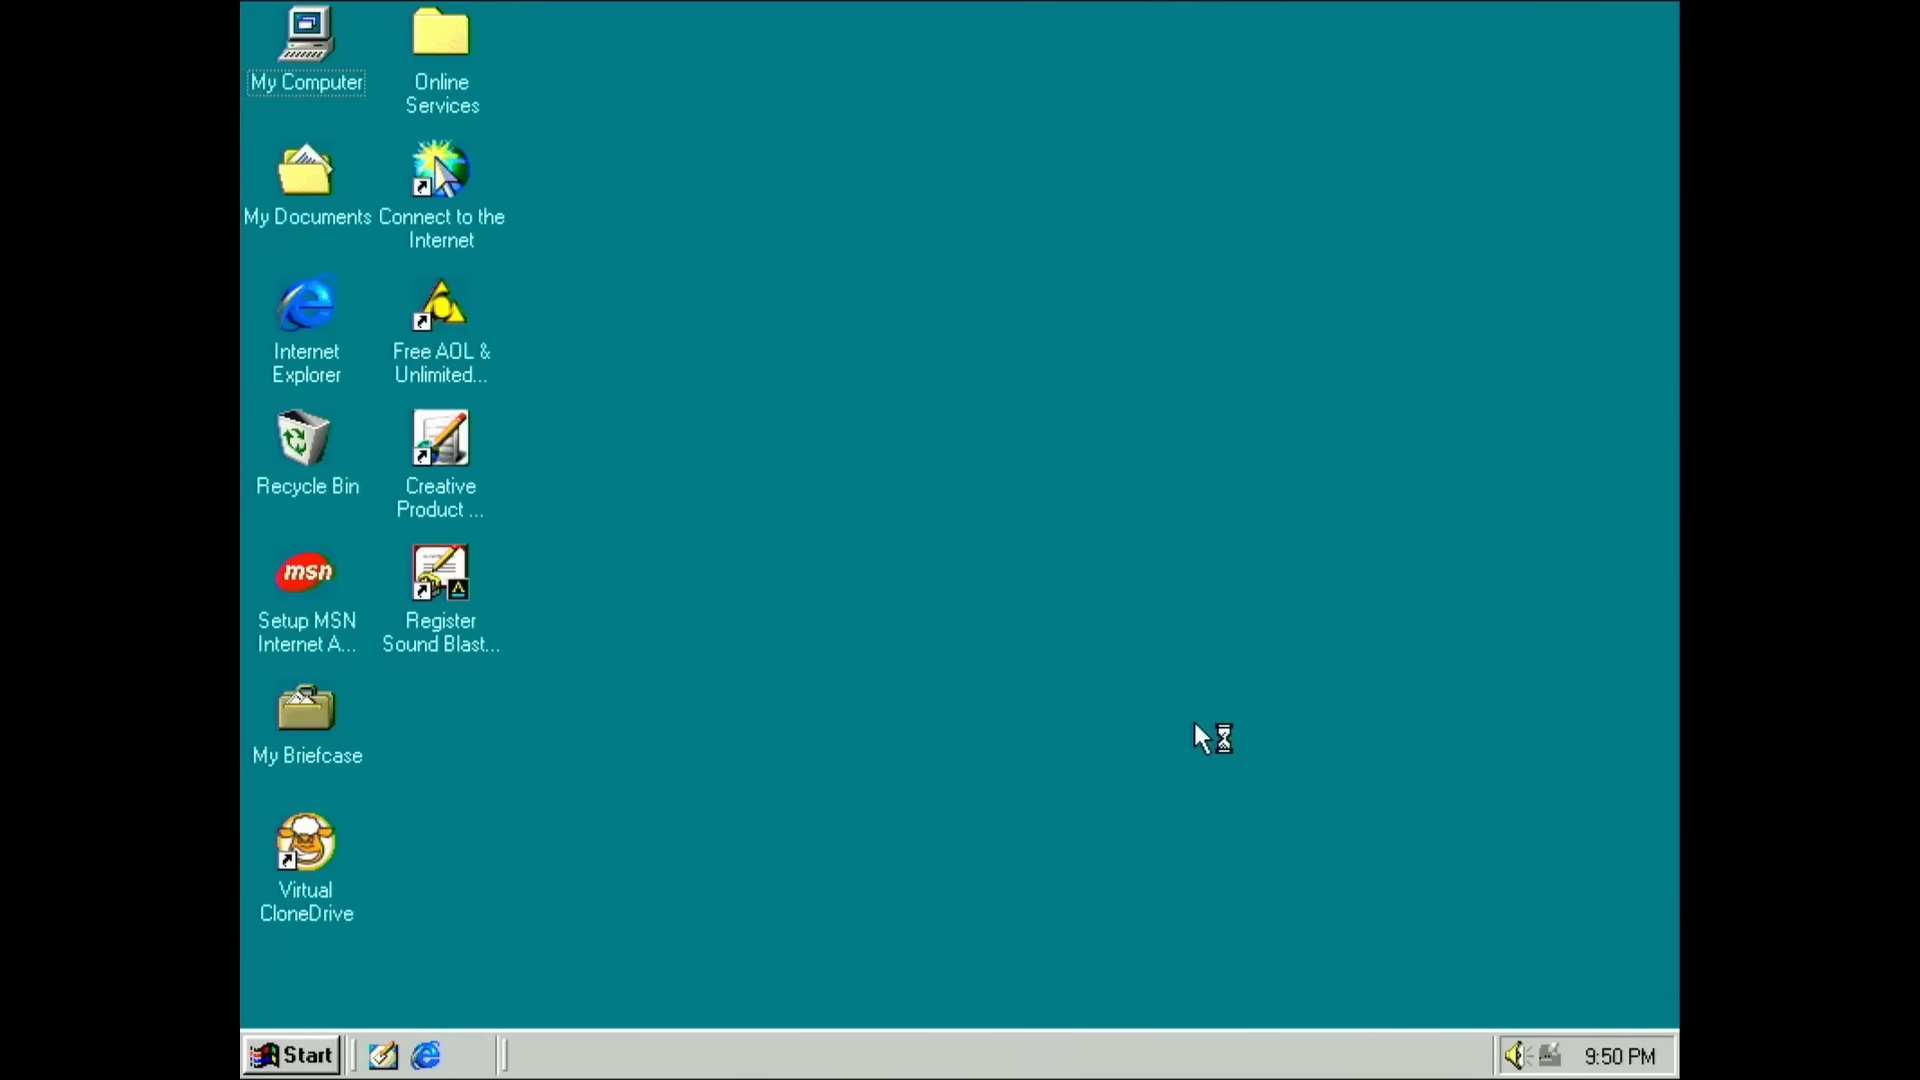 My Computer
Online
Services
My Documents
Connect to the
Internet
Internet
Explorer
Free AOL &
Unlimited...
Recycle Bin
Creative
Product ...
msn
Setup MSN
Internet A...
Register
Sound Blast...
My Briefcase
Virtual
CloneDrive
Start
9:50 PM